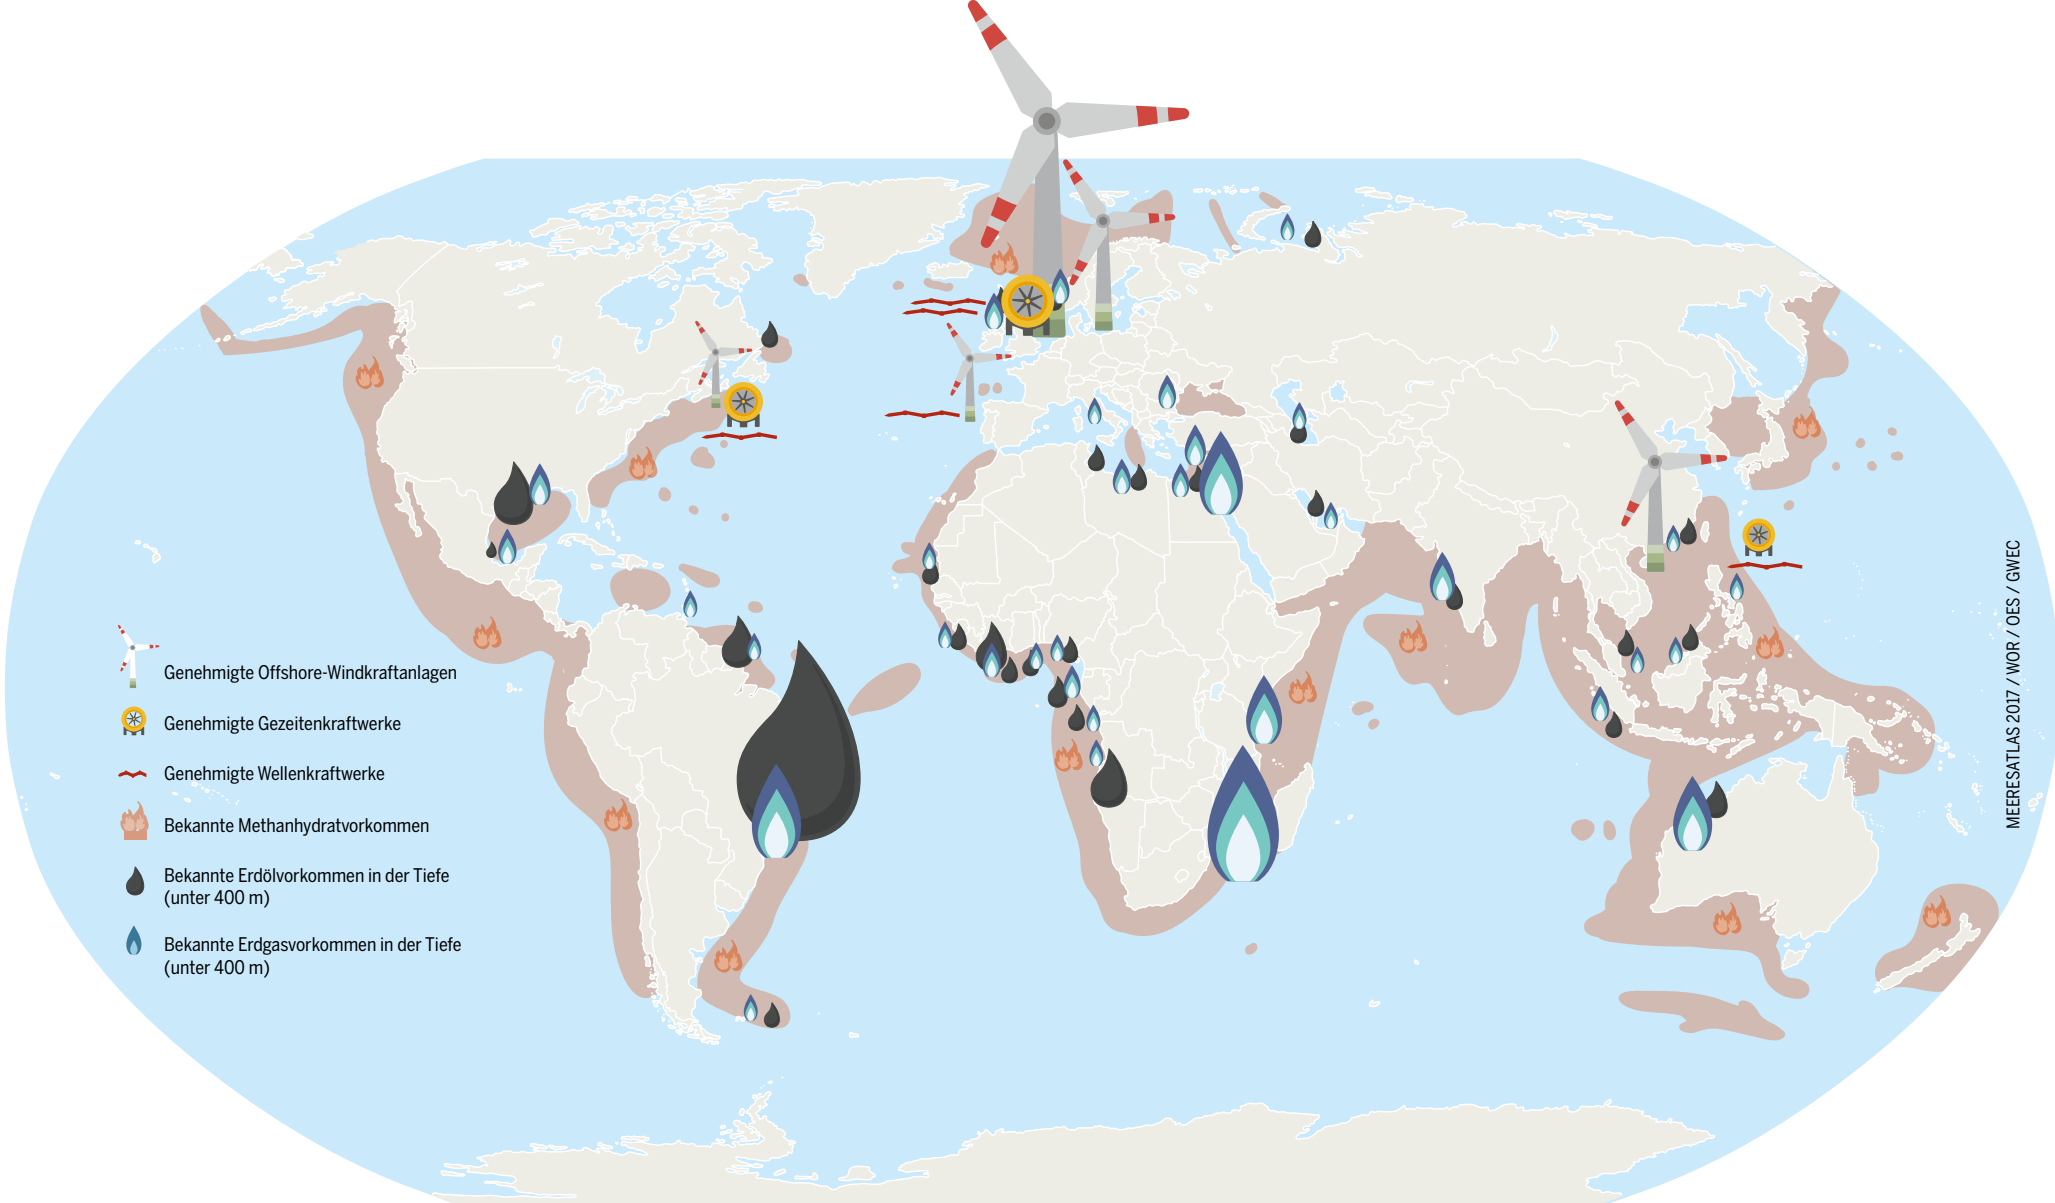 Genehmigte Offshore-Windkraftanlagen
Genehmigte Gezeitenkraftwerke
Genehmigte Wellenkraftwerke
Bekannte Methanhydratvorkommen
Bekannte Erdölvorkommen in der Tiefe
(unter 400 m)
Bekannte Erdgasvorkommen in der Tiefe
(unter 400 m)
MEERESATLAS 2017 / WOR / OES / GWEC